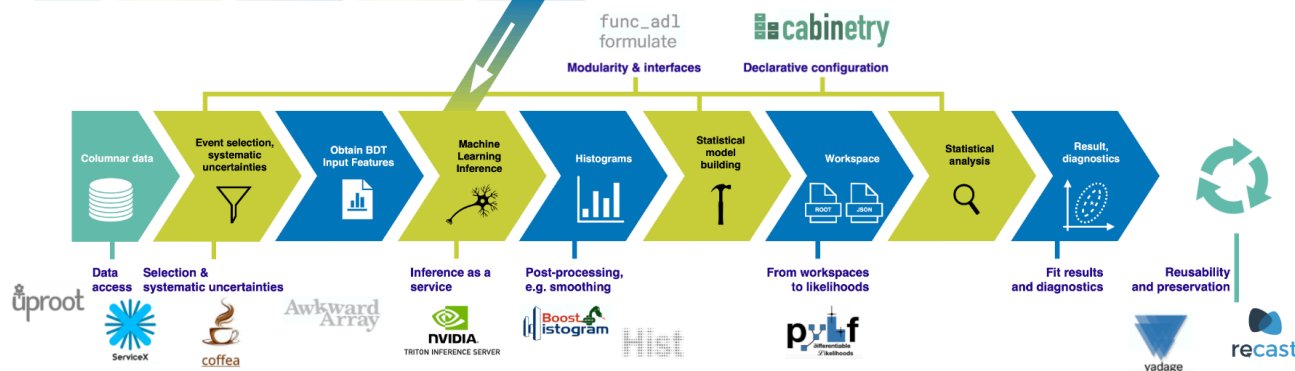 func_adl
formulate
cabinetry
Modularity & interfaces
Declarative configuration
Columnar data
Event selection,
systematic
uncertainties
Obtain BDT
Input Features
Machine
Learning
Inference
Histograms
Statistical
model
building
Workspace
ROOT
JSON
Statistical
analysis
Result,
diagnostics
Data
access
Selection &
systematic uncertainties
Inference as a
service
Post-processing,
e.g. smoothing
From workspaces
to likelihoods
Fit results
and diagnostics
Reusability
and preservation
uproot
ServiceX
coffea
Awkward
Array
NVIDIA.
TRITON INFERENCE SERVER
Boost
istogram
Hist
pyhf
differentiable
Likelihoods
yadage
recast